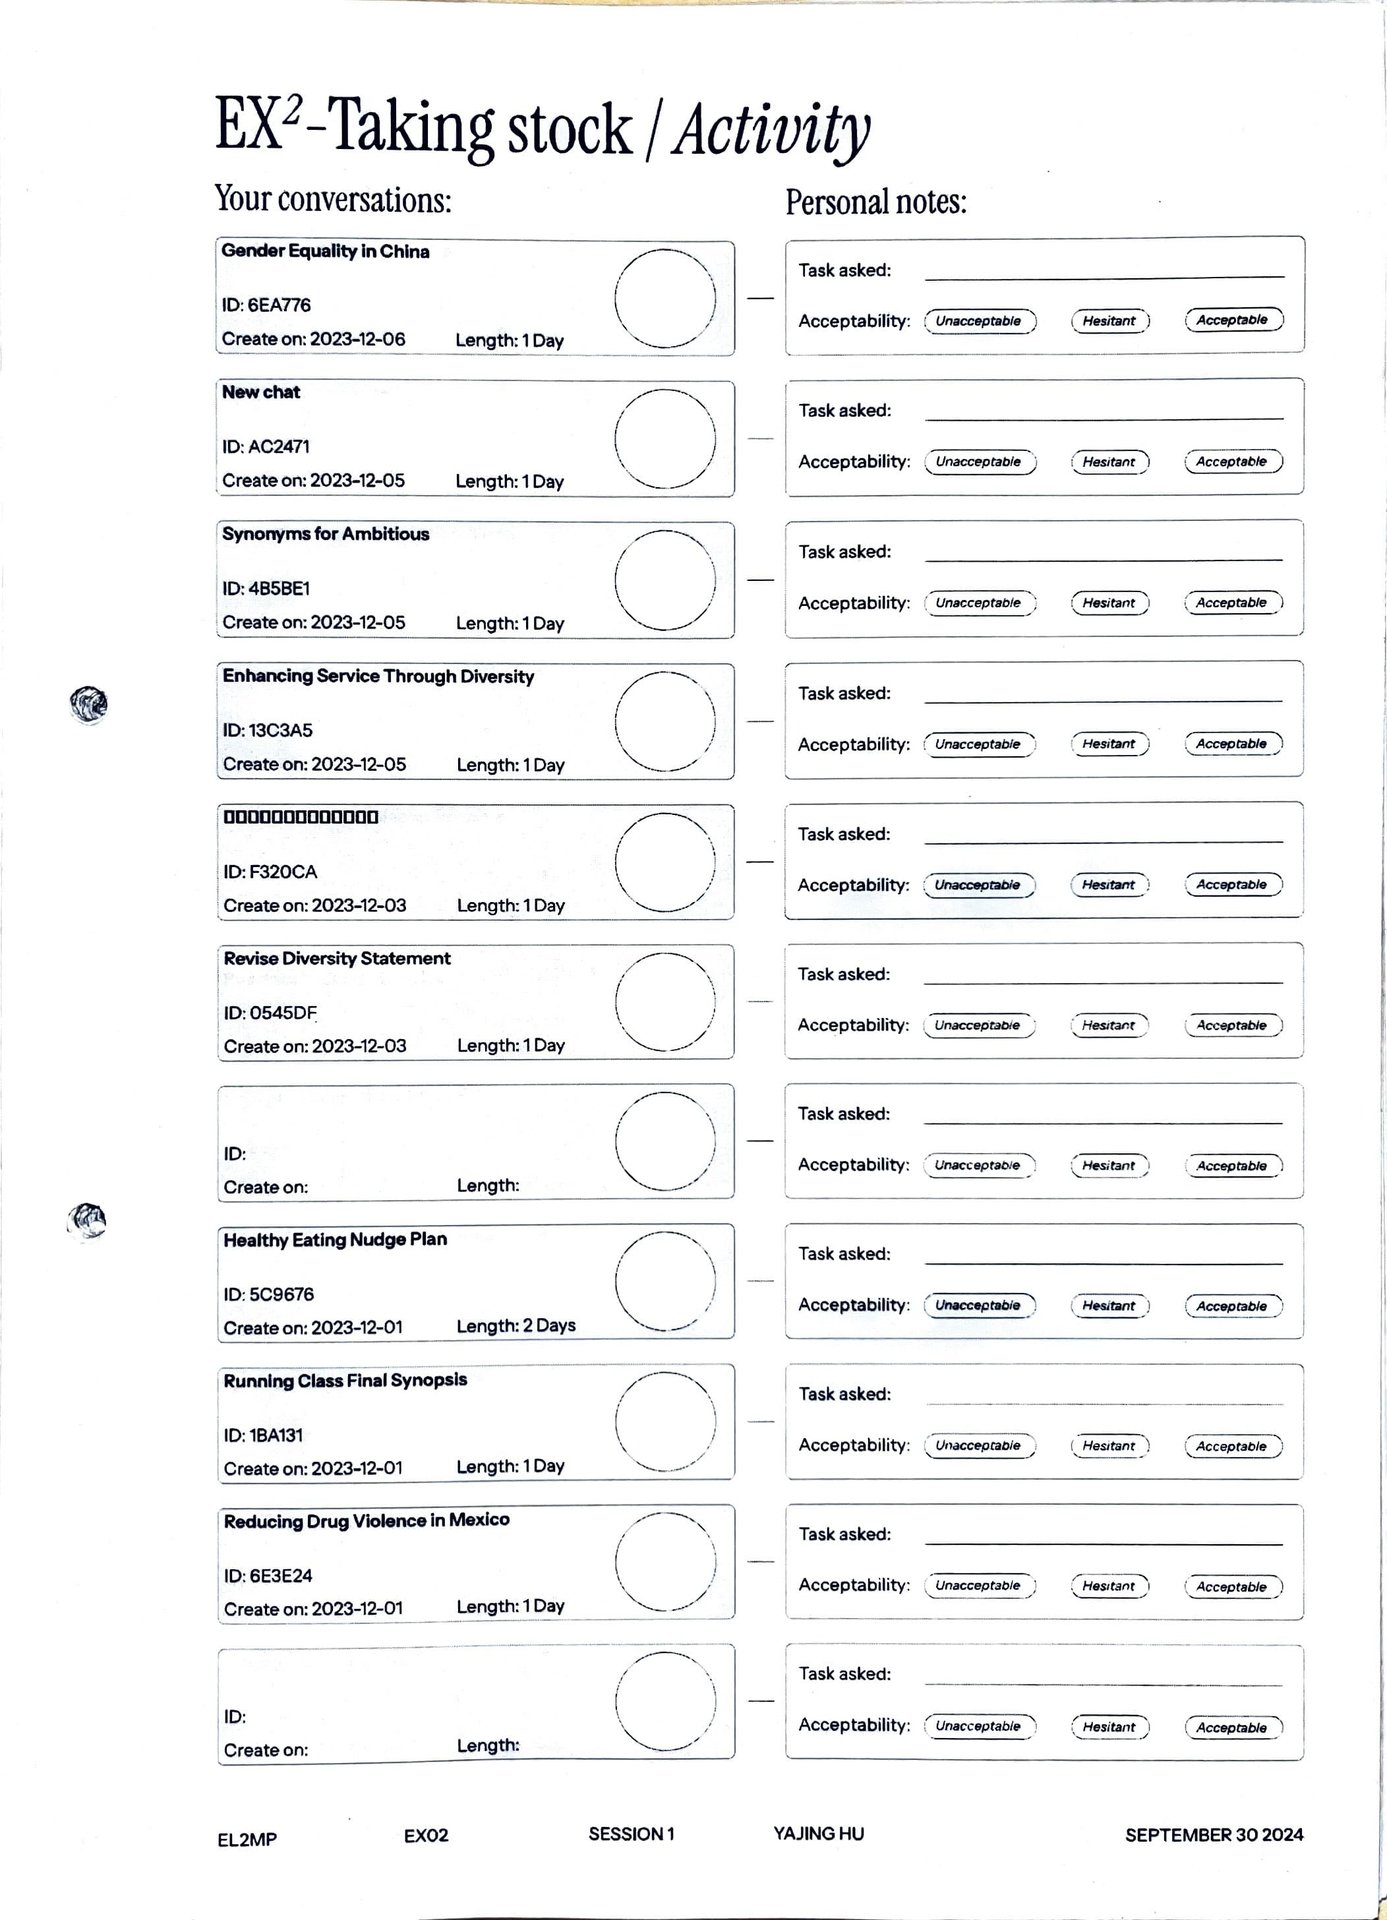 EX²-Taking stock / Activity
Your conversations:
Personal notes:
Gender Equality in China
ID: 6EA776
Create on: 2023-12-06 Length: 1 Day
Task asked:
Acceptability: Unacceptable Hesitant Acceptable
New chat
ID: AC2471
Create on: 2023-12-05 Length: 1 Day
Task asked:
Acceptability: Unacceptable Hesitant Acceptable
Synonyms for Ambitious
ID: 4B5BE1
Create on: 2023-12-05 Length: 1 Day
Task asked:
Acceptability: Unacceptable Hesitant Acceptable
Enhancing Service Through Diversity
ID: 13C3A5
Create on: 2023-12-05 Length: 1 Day
Task asked:
Acceptability: Unacceptable Hesitant Acceptable
ID: F320CA
Create on: 2023-12-03 Length: 1 Day
Task asked:
Acceptability: Unacceptable Hesitant Acceptable
Revise Diversity Statement
ID: 0545DF
Create on: 2023-12-03 Length: 1 Day
Task asked:
Acceptability: Unacceptable Hesitant Acceptable
ID:
Create on: Length:
Task asked:
Acceptability: Unacceptable Hesitant Acceptable
Healthy Eating Nudge Plan
ID: 5C9676
Create on: 2023-12-01 Length: 2 Days
Task asked:
Acceptability: Unacceptable Hesitant Acceptable
Running Class Final Synopsis
ID: 1BA131
Create on: 2023-12-01 Length: 1 Day
Task asked:
Acceptability: Unacceptable Hesitant Acceptable
Reducing Drug Violence in Mexico
ID: 6E3E24
Create on: 2023-12-01 Length: 1 Day
Task asked:
Acceptability: Unacceptable Hesitant Acceptable
ID:
Create on: Length:
Task asked:
Acceptability: Unacceptable Hesitant Acceptable
EL2MP EX02 SESSION 1 YAJING HU SEPTEMBER 30 2024